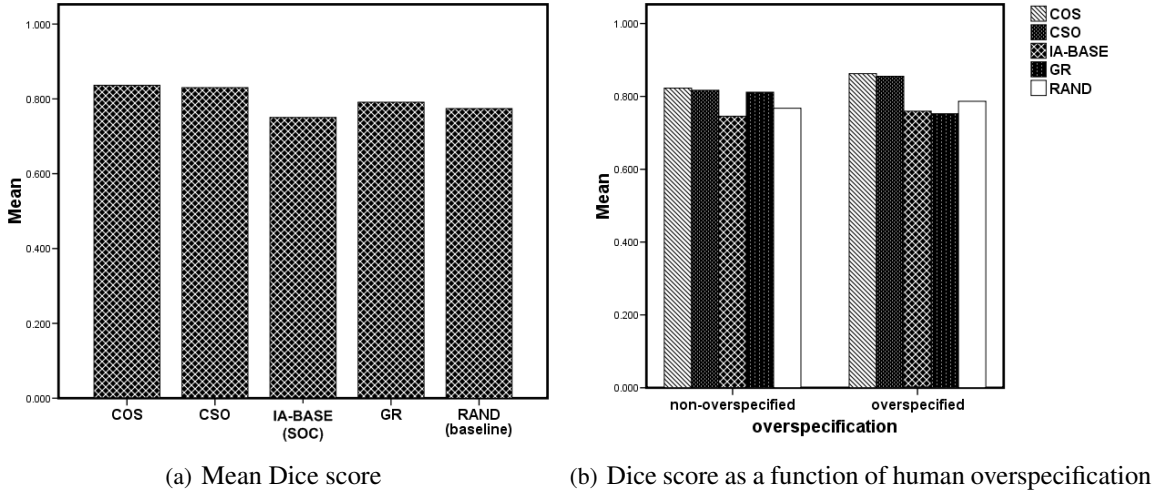 1.000
0.800
0.600
0.400
0.200
0.000
Mean
COS
CSO
IA-BASE
(SOC)
GR
RAND
(baseline)
(a) Mean Dice score
1.000
0.800
0.600
0.400
0.200
0.000
Mean
non-overspecified
overspecified
overspecification
COS
CSO
IA-BASE
GR
RAND
(b) Dice score as a function of human overspecification